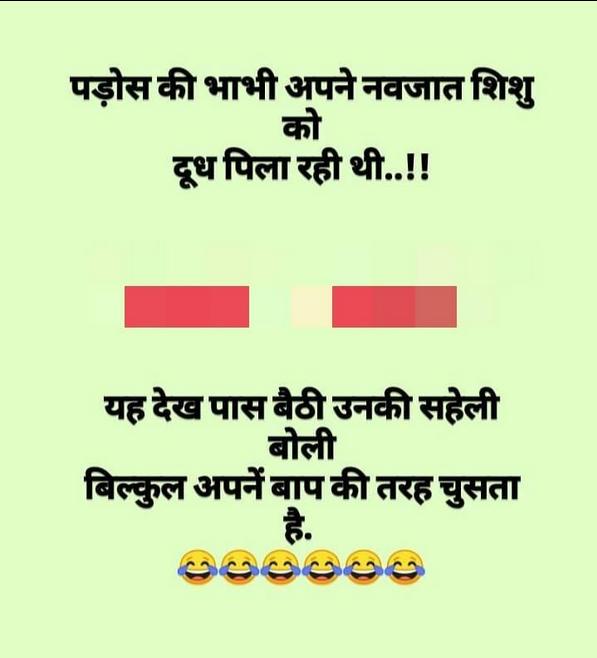 पड़ोस की भाभी अपने नवजात शिशु
को
दूध पिला रही थी..!!
यह देख पास बैठी उनकी सहेली
बोली
बिल्कुल अपनें बाप की तरह चुसता
है.
😂😂😂😂😂😂